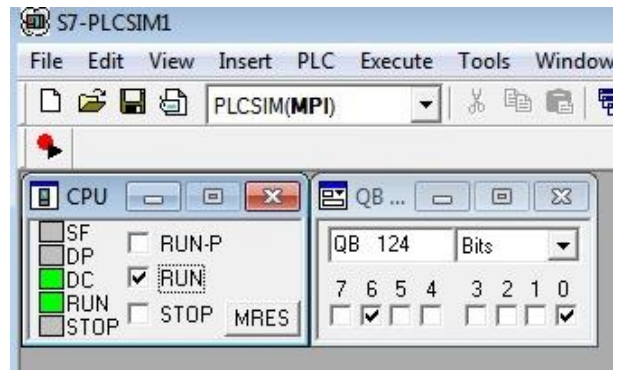 S7-PLCSIM1
File Edit View Insert PLC Execute Tools Window
PLCSIM(MPI)
CPU
SF
DP
DC
RUN
STOP
RUN-P
RUN
STOP
MRES
QB ...
QB 124 Bits
7 6 5 4 3 2 1 0